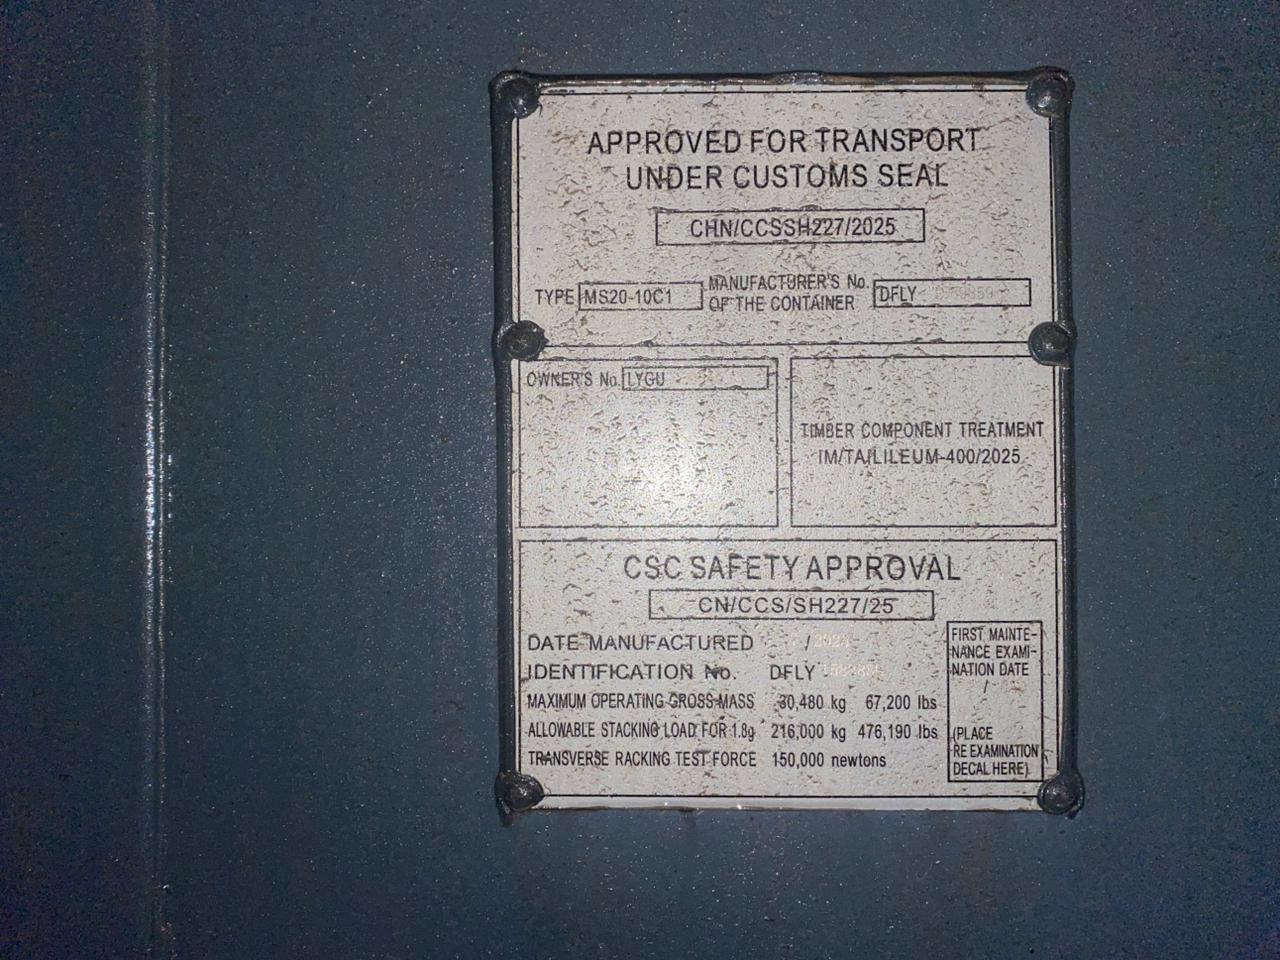 APPROVED FOR TRANSPORT
UNDER CUSTOMS SEAL
CHN/CCSSH227/2025
TYPE MS20-10C1 MANUFACTURER'S No. OF THE CONTAINER DFLY
OWNER'S No. LYGU
TIMBER COMPONENT TREATMENT
IM/TA/LILEUM-400/2025
CSC SAFETY APPROVAL
CN/CCS/SH227/25
DATE MANUFACTURED /
IDENTIFICATION No. DFLY
MAXIMUM OPERATING GROSS MASS 30,480 kg 67,200 lbs
ALLOWABLE STACKING LOAD FOR 1.8g 216,000 kg 476,190 lbs
TRANSVERSE RACKING TEST FORCE 150,000 newtons
FIRST MAINTE-
NANCE EXAMI-
NATION DATE
/
(PLACE
RE EXAMINATION
DECAL HERE)